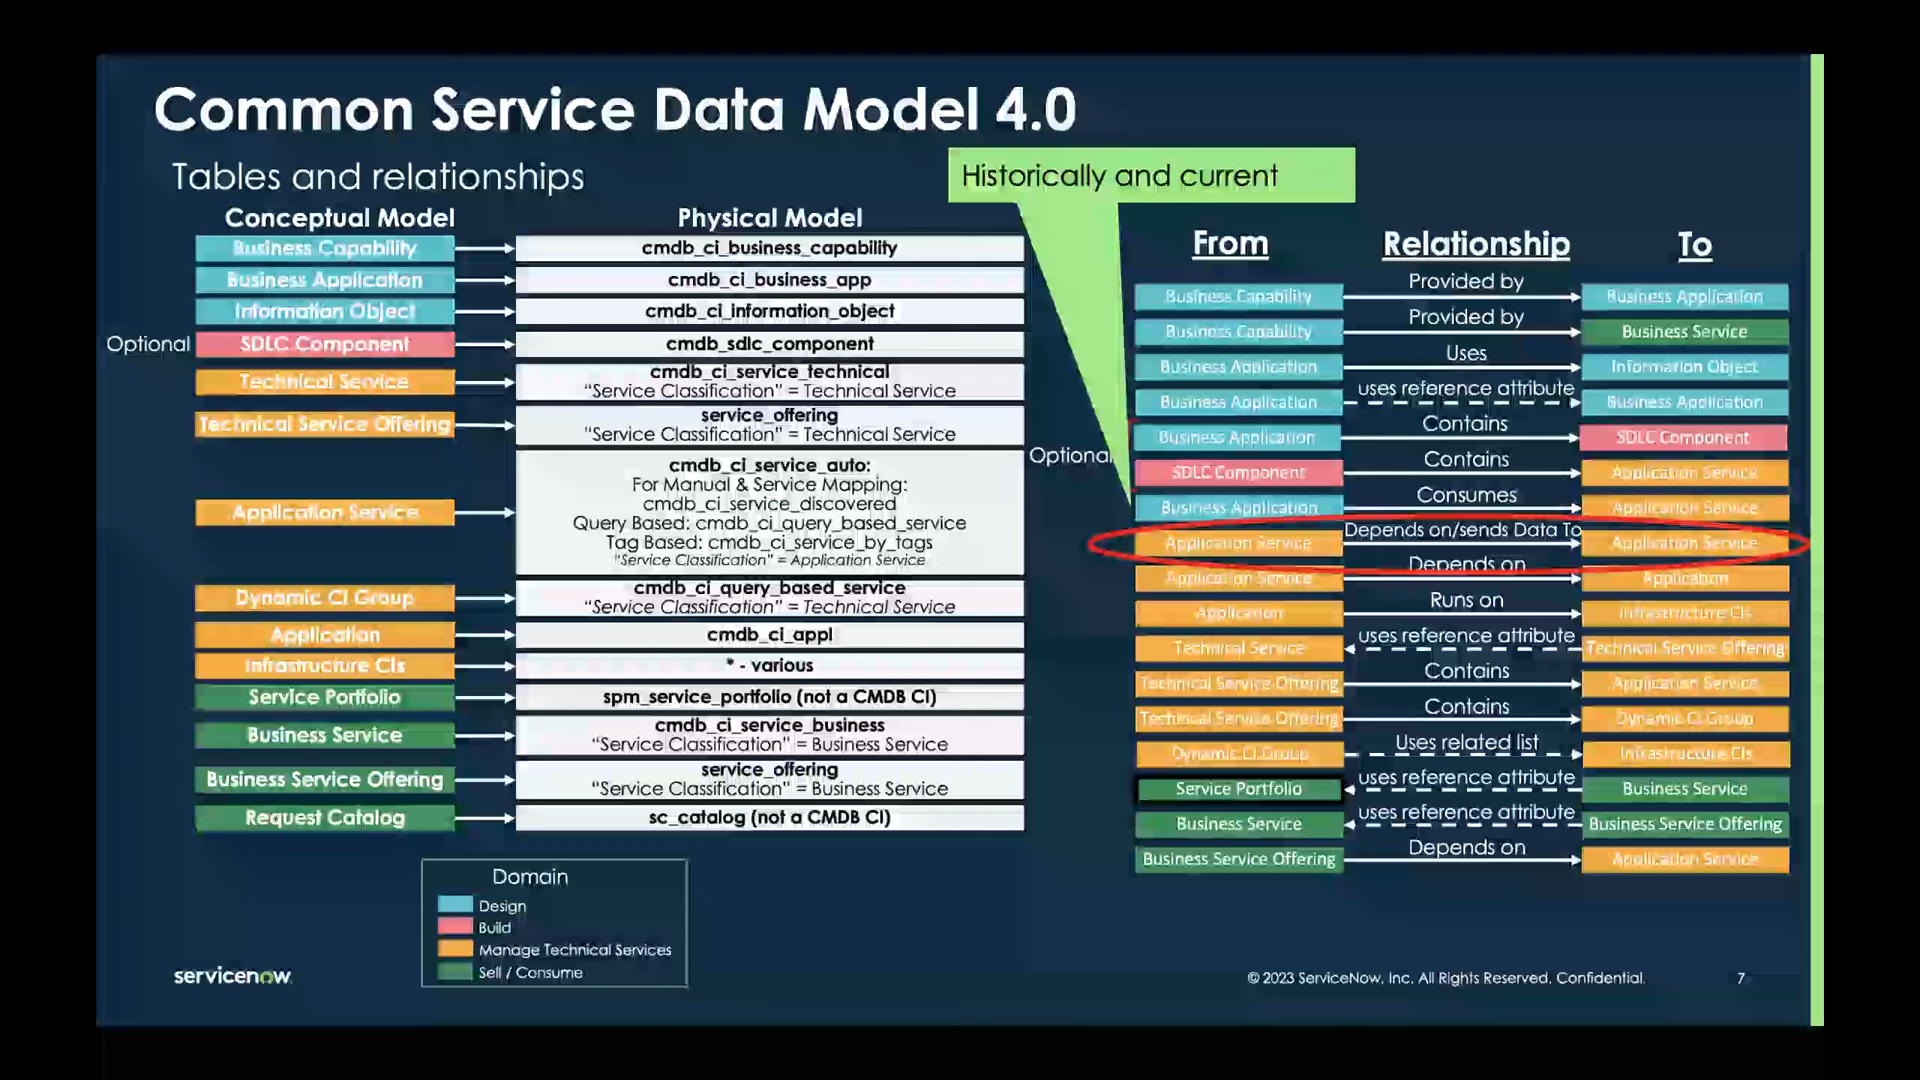 Common Service Data Model 4.0
Tables and relationships
Historically and current
Conceptual Model
Physical Model
Business Capability
cmdb_ci_business_capability
Business Application
cmdb_ci_business_app
Information Object
cmdb_ci_information_object
Optional
SDLC Component
cmdb_sdlc_component
Technical Service
cmdb_ci_service_technical
“Service Classification” = Technical Service
Technical Service Offering
service_offering
“Service Classification” = Technical Service
Application Service
cmdb_ci_service_auto:
For Manual & Service Mapping:
cmdb_ci_service_discovered
Query Based: cmdb_ci_query_based_service
Tag Based: cmdb_ci_service_by_tags
“Service Classification” = Application Service
Dynamic CI Group
cmdb_ci_query_based_service
“Service Classification” = Technical Service
Application
cmdb_ci_appl
Infrastructure CIs
* - various
Service Portfolio
spm_service_portfolio (not a CMDB CI)
Business Service
cmdb_ci_service_business
“Service Classification” = Business Service
Business Service Offering
service_offering
“Service Classification” = Business Service
Request Catalog
sc_catalog (not a CMDB CI)
Domain
Design
Build
Manage Technical Services
Sell / Consume
From
Relationship
To
Business Capability
Provided by
Business Application
Business Capability
Provided by
Business Service
Business Application
Uses
Information Object
Business Application
uses reference attribute
Business Application
Optional
Business Application
Contains
SDLC Component
SDLC Component
Contains
Application Service
Business Application
Consumes
Application Service
Application Service
Depends on/sends Data To
Application Service
Application Service
Depends on
Application
Application
Runs on
Infrastructure CIs
Technical Service
uses reference attribute
Technical Service Offering
Technical Service Offering
Contains
Application Service
Technical Service Offering
Contains
Dynamic CI Group
Dynamic CI Group
Uses related list
Infrastructure CIs
Service Portfolio
uses reference attribute
Business Service
Business Service
uses reference attribute
Business Service Offering
Business Service Offering
Depends on
Application Service
servicenow
© 2023 ServiceNow, Inc. All Rights Reserved. Confidential.
7